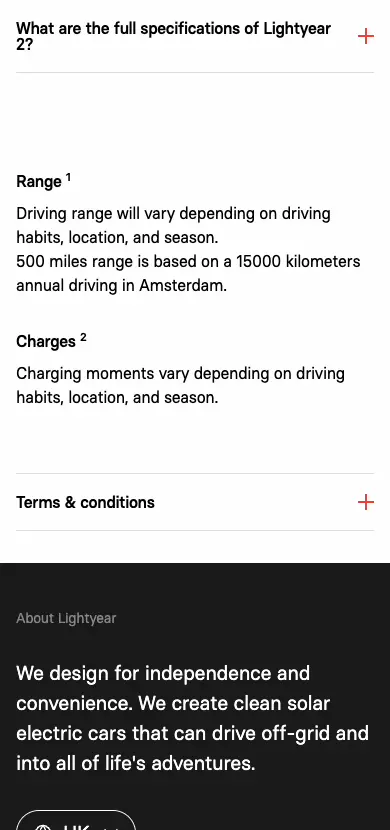 What are the full specifications of Lightyear
2?
Range 1
Driving range will vary depending on driving
habits, location, and season.
500 miles range is based on a 15000 kilometers
annual driving in Amsterdam.
Charges 2
Charging moments vary depending on driving
habits, location, and season.
Terms & conditions
About Lightyear
We design for independence and
convenience. We create clean solar
electric cars that can drive off-grid and
into all of life's adventures.
UK